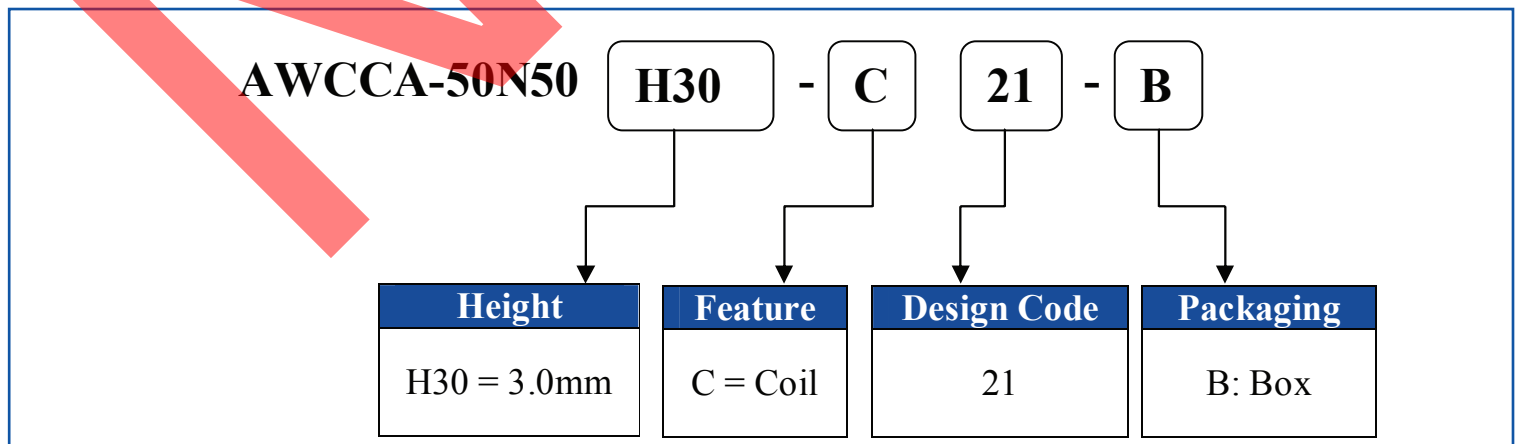 AWCCA-50N50 H30 - C 21 - B
Height Feature Design Code Packaging
H30 = 3.0mm C = Coil 21 B: Box